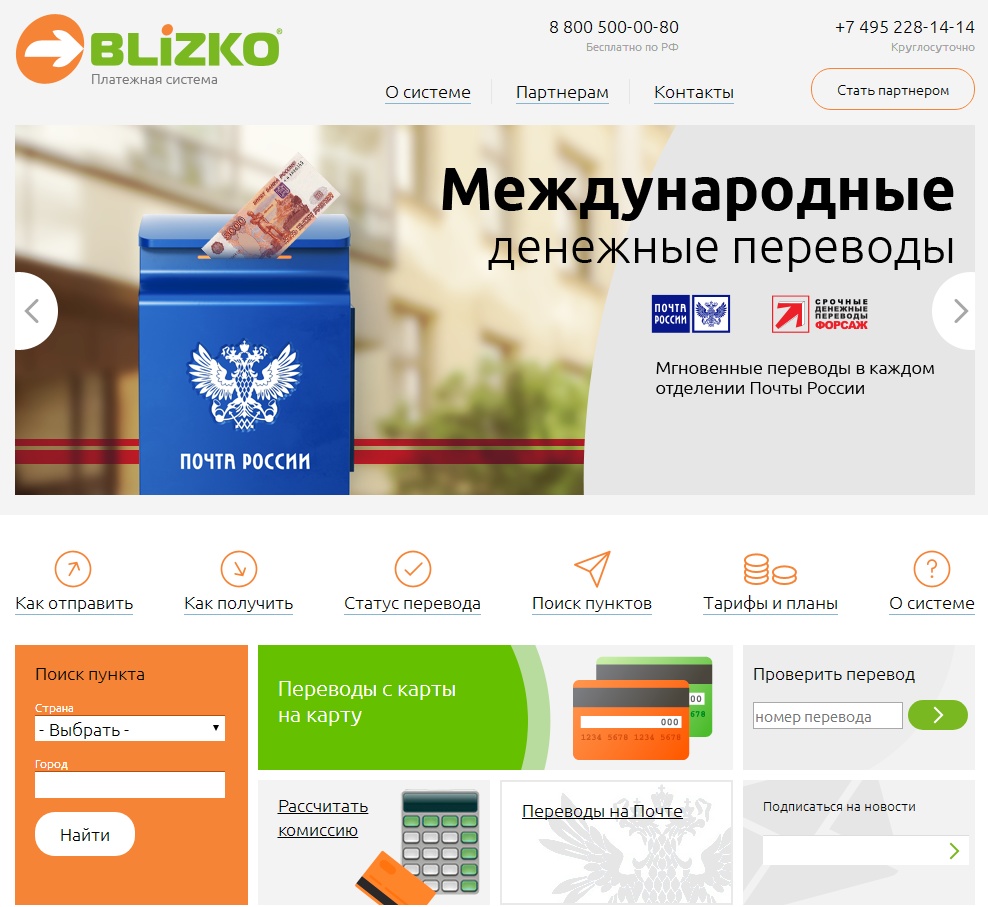 BLIZKO®
Платежная система
8 800 500-00-80
Бесплатно по РФ
+7 495 228-14-14
Круглосуточно
О системе
Партнерам
Контакты
Стать партнером
Международные
денежные переводы
ПОЧТА
РОССИИ
СРОЧНЫЕ
ДЕНЕЖНЫЕ
ПЕРЕВОДЫ
ФОРСАЖ
Мгновенные переводы в каждом
отделении Почты России
5000
ПОЧТА РОССИИ
Как отправить
Как получить
Статус перевода
Поиск пунктов
Тарифы и планы
О системе
Поиск пункта
Страна
- Выбрать -
Город
Найти
Переводы с карты
на карту
000
1234 5678 1234 5678
00
678
Проверить перевод
номер перевода
Рассчитать
комиссию
Переводы на Почте
Подписаться на новости